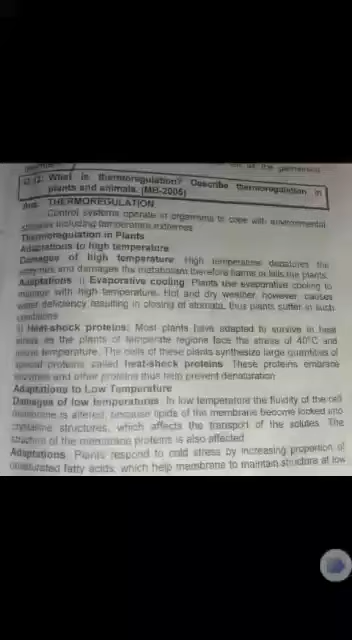 Q.12: What is thermoregulation? Describe thermoregulation in
plants and animals. (MB-2006)
Ans. THERMOREGULATION
Control systems operate in organisms to cope with environmental
stresses including temperature extremes
Thermoregulation in Plants
Adaptations to high temperature
Damages of high temperature High temperature denatures the
enzymes and damages the metabolism therefore harms or kills the plants.
Adaptations i) Evaporative cooling Plants use evaporative cooling to
manage with high temperature. Hot and dry weather, however causes
water deficiency resulting in closing of stomata, thus plants suffer in such
conditions
ii) Heat-shock proteins: Most plants have adapted to survive in heat
stress as the plants of temperate regions face the stress of 40°C and
above temperature. The cells of these plants synthesize large quantities of
special proteins called heat-shock proteins These proteins embrace
enzymes and other proteins thus help prevent denaturation
Adaptations to Low Temperature
Damages of low temperatures In low temperature the fluidity of the cell
membrane is altered, because lipids of the membrane become locked into
crystalline structures, which affects the transport of the solutes. The
structure of the membrane proteins is also affected
Adaptations Plants respond to cold stress by increasing proportion of
unsaturated fatty acids, which help membrane to maintain structure at low